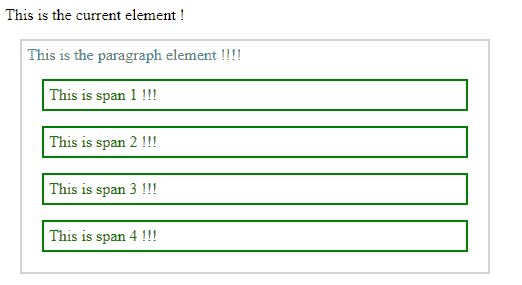 This is the current element !
This is the paragraph element !!!!
This is span 1 !!!
This is span 2 !!!
This is span 3 !!!
This is span 4 !!!